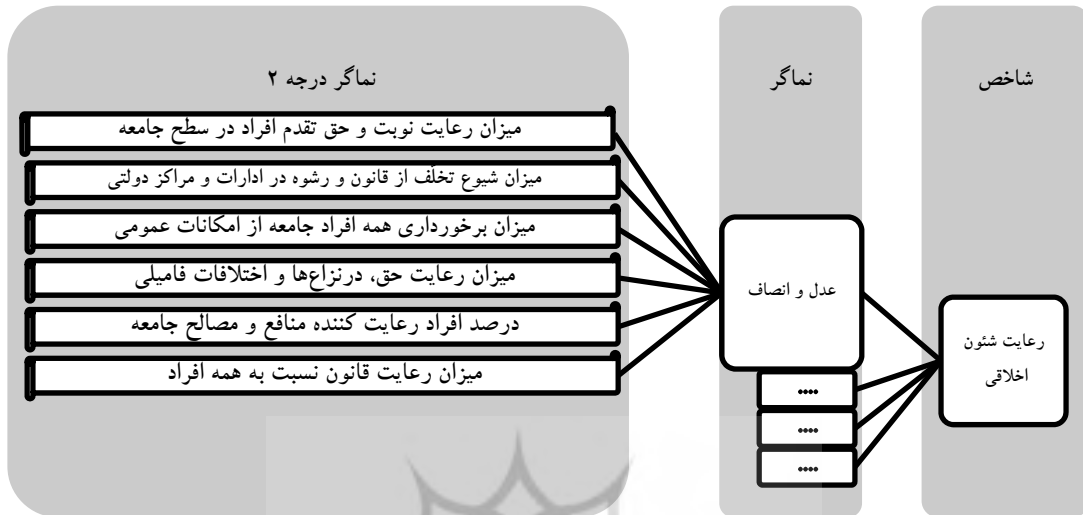 شاخص
نماگر
نماگر درجه ۲
رعایت شئون
اخلاقی
عدل و انصاف
....
....
....
میزان رعایت نوبت و حق تقدم افراد در سطح جامعه
میزان شیوع تخلّف از قانون و رشوه در ادارات و مراکز دولتی
میزان برخورداری همه افراد جامعه از امکانات عمومی
میزان رعایت حق، درنزاع‌ها و اختلافات فامیلی
درصد افراد رعایت کننده منافع و مصالح جامعه
میزان رعایت قانون نسبت به همه افراد